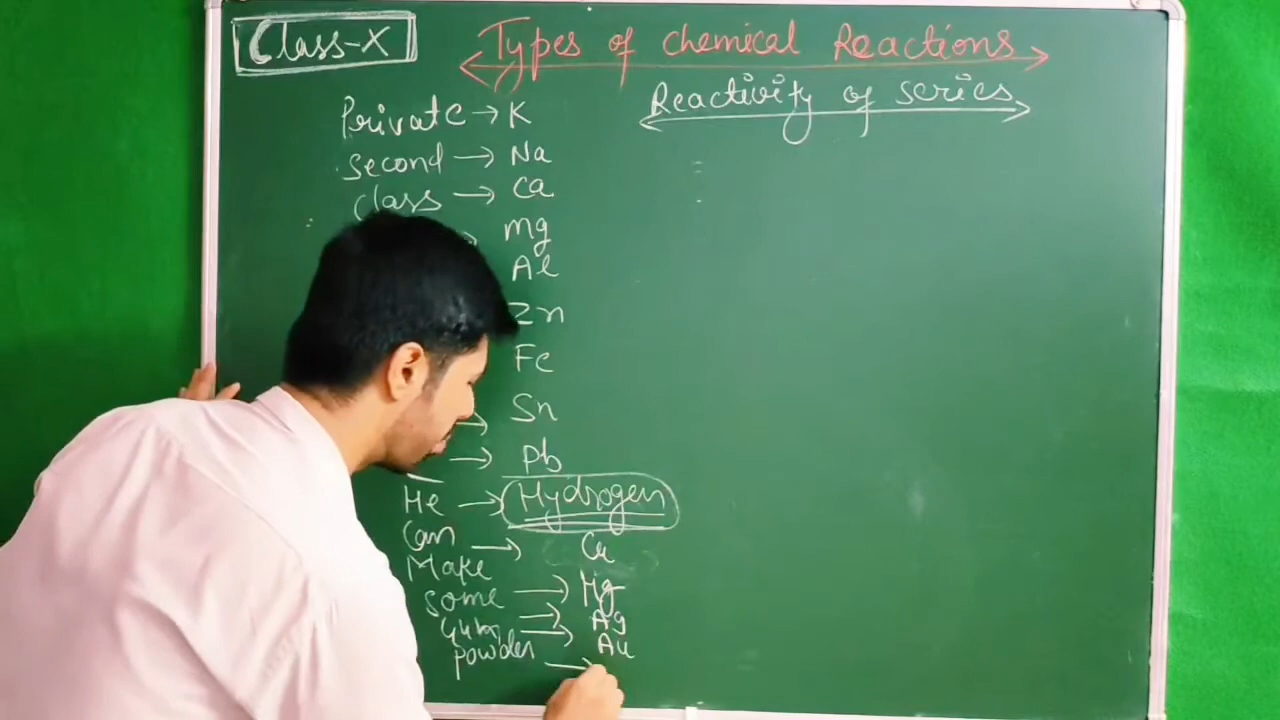 Class-X
Types of chemical Reactions
Reactivity of series
Private → K
second → Na
class → Ca
Mg
Al
Zn
Fe
Sn
→ Pb
He → Hydrogen
Can → Cu
Make
some → Hg
→ Ag
→ Au
powder →